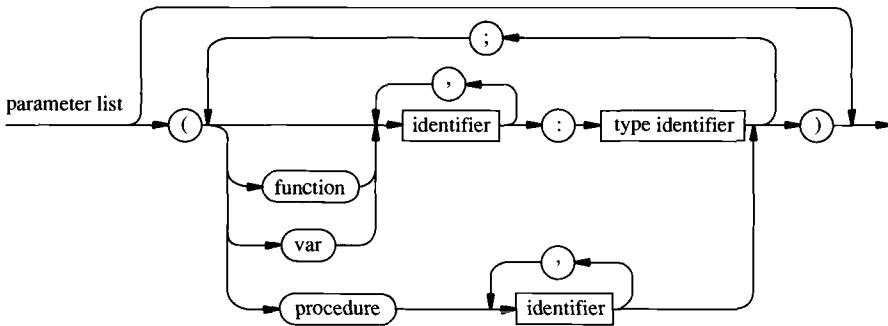 ;
,
parameter list
( identifier : type identifier )
function
var
,
procedure identifier